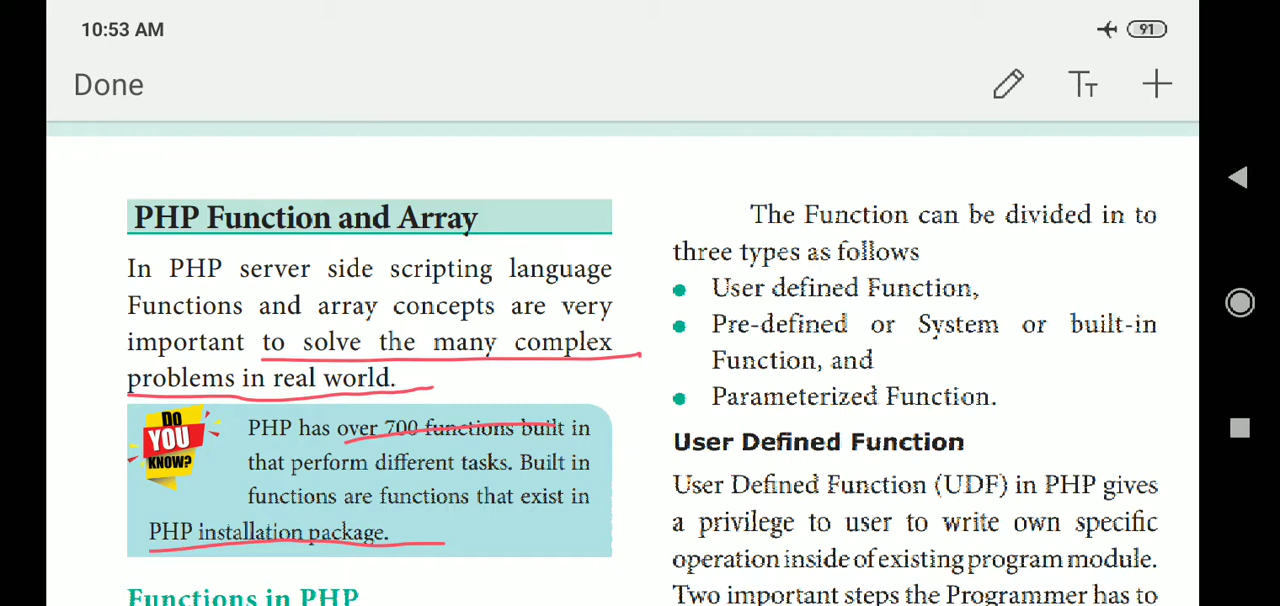 10:53 AM
91
Done
PHP Function and Array
In PHP server side scripting language
Functions and array concepts are very
important to solve the many complex
problems in real world.
DO
YOU
KNOW?
PHP has over 700 functions built in
that perform different tasks. Built in
functions are functions that exist in
PHP installation package.
Functions in PHP
The Function can be divided in to
three types as follows
User defined Function,
Pre-defined or System or built-in
Function, and
Parameterized Function.
User Defined Function
User Defined Function (UDF) in PHP gives
a privilege to user to write own specific
operation inside of existing program module.
Two important steps the Programmer has to